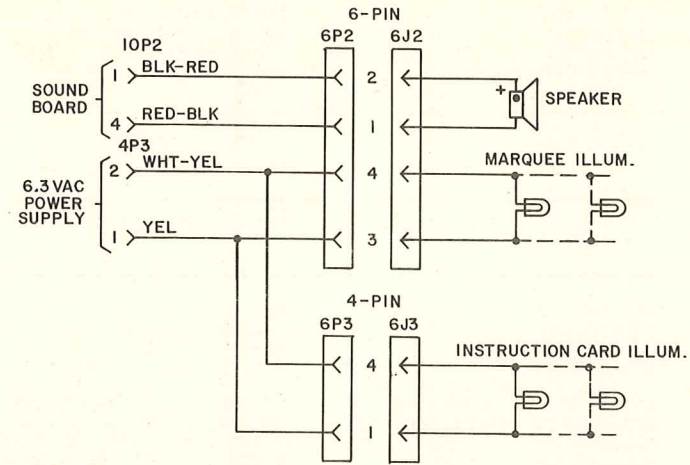 6-PIN
6P2 6J2
10P2
1 BLK-RED 2
SOUND
BOARD
+ SPEAKER
4 RED-BLK 1
4P3
2 WHT-YEL 4 MARQUEE ILLUM.
6.3 VAC
POWER
SUPPLY
1 YEL 3
4-PIN
6P3 6J3
4 INSTRUCTION CARD ILLUM.
1